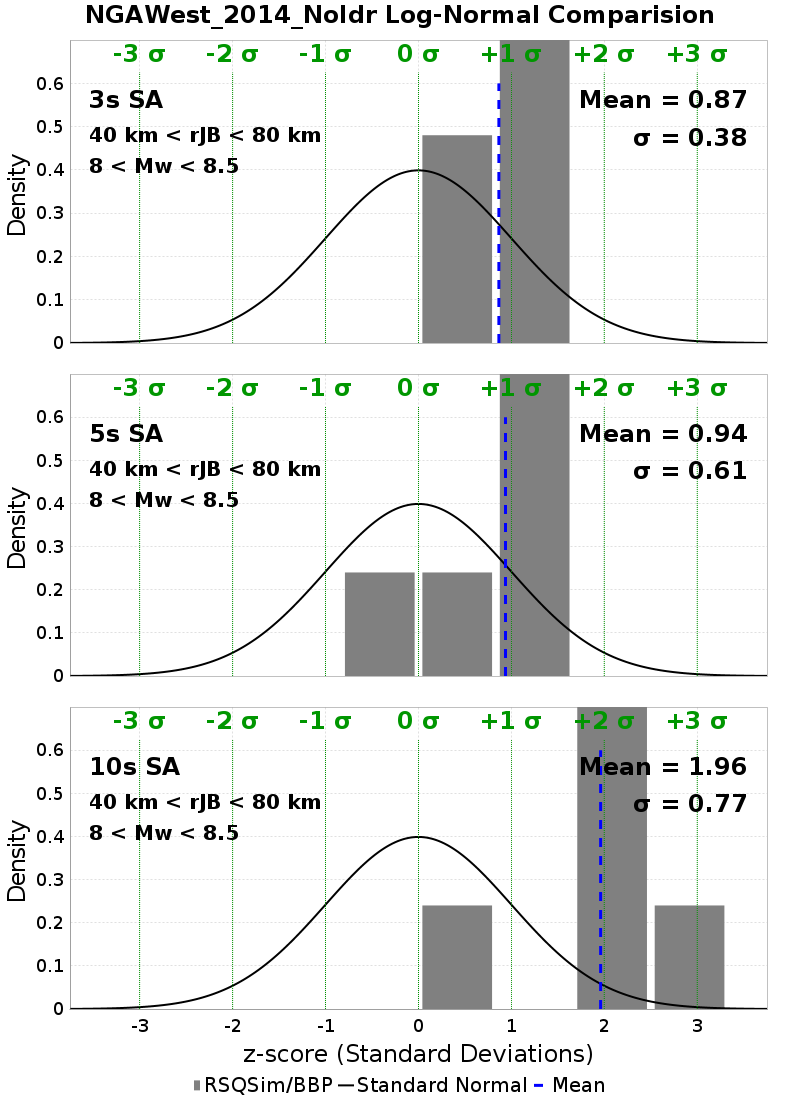 NGAWest_2014_NoIdr Log-Normal Comparision
-3 σ -2 σ -1 σ 0 σ +1 σ +2 σ +3 σ
3s SA
40 km < rJB < 80 km
8 < Mw < 8.5
Mean = 0.87
σ = 0.38
0.6
0.5
0.4
0.3
0.2
0.1
0
Density
-3 σ -2 σ -1 σ 0 σ +1 σ +2 σ +3 σ
5s SA
40 km < rJB < 80 km
8 < Mw < 8.5
Mean = 0.94
σ = 0.61
0.6
0.5
0.4
0.3
0.2
0.1
0
Density
-3 σ -2 σ -1 σ 0 σ +1 σ +2 σ +3 σ
10s SA
40 km < rJB < 80 km
8 < Mw < 8.5
Mean = 1.96
σ = 0.77
0.6
0.5
0.4
0.3
0.2
0.1
0
Density
-3 -2 -1 0 1 2 3
z-score (Standard Deviations)
RSQSim/BBP Standard Normal Mean